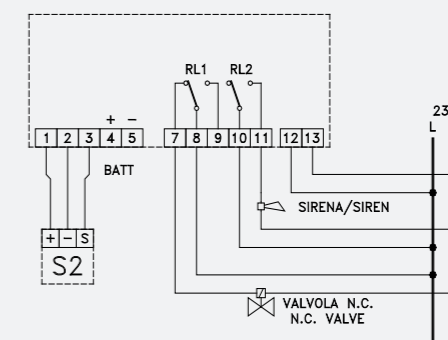 RL1 RL2
+ −
1 2 3 4 5 7 8 9 10 11 12 13
23
L
BATT
SIRENA/SIREN
+ − S
S2
VALVOLA N.C.
N.C. VALVE